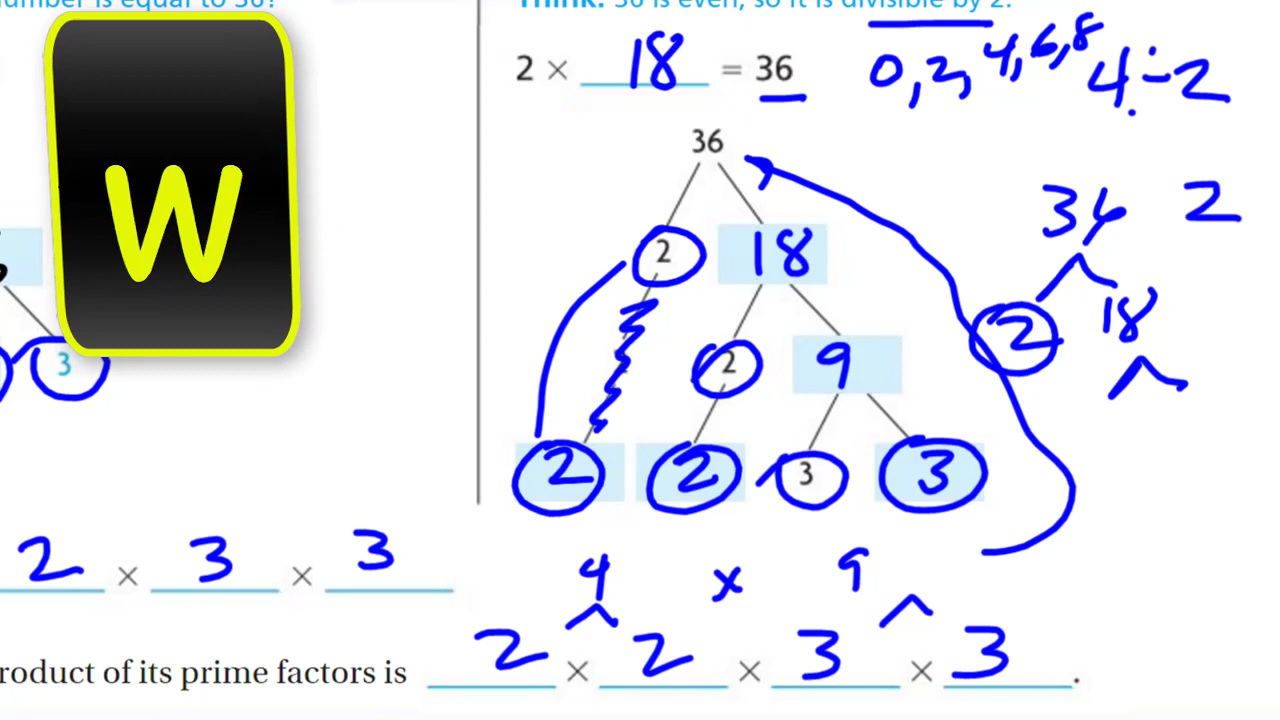 number is equal to 36?
Think: 36 is even, so it is divisible by 2.
W
2 × 18 = 36
0, 2, 4, 6, 8
4 ÷ 2
36
36 2
2 18
2 18
2 9
3
2 2 3 3
4 × 9
2 × 3 × 3
roduct of its prime factors is 2 × 2 × 3 × 3.